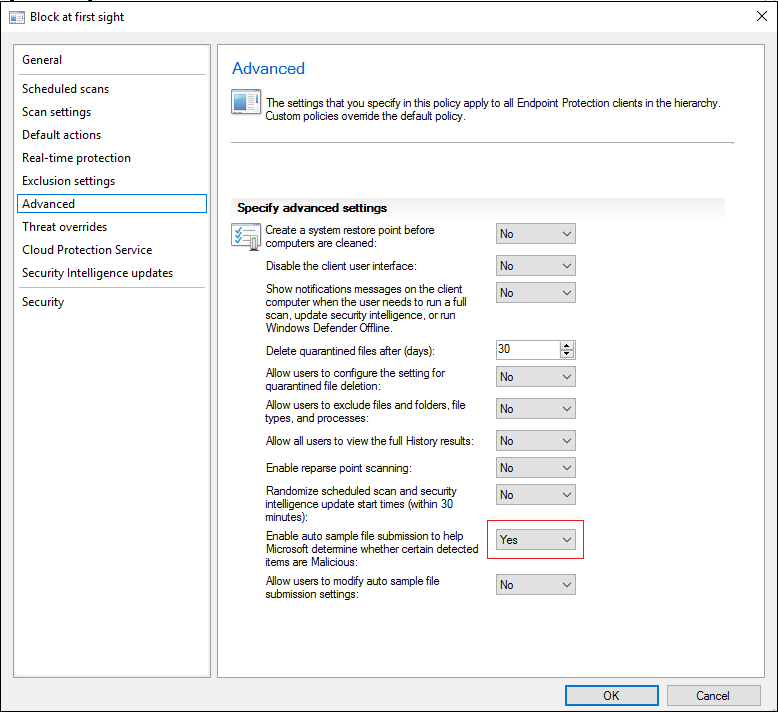 Block at first sight
General
Scheduled scans
Scan settings
Default actions
Real-time protection
Exclusion settings
Advanced
Threat overrides
Cloud Protection Service
Security Intelligence updates
Security
Advanced
The settings that you specify in this policy apply to all Endpoint Protection clients in the hierarchy.
Custom policies override the default policy.
Specify advanced settings
Create a system restore point before
computers are cleaned:
No
Disable the client user interface:
No
Show notifications messages on the client
computer when the user needs to run a full
scan, update security intelligence, or run
Windows Defender Offline.
No
Delete quarantined files after (days):
30
Allow users to configure the setting for
quarantined file deletion:
No
Allow users to exclude files and folders, file
types, and processes:
No
Allow all users to view the full History results:
No
Enable reparse point scanning:
No
Randomize scheduled scan and security
intelligence update start times (within 30
minutes):
No
Enable auto sample file submission to help
Microsoft determine whether certain detected
items are Malicious:
Yes
Allow users to modify auto sample file
submission settings:
No
OK
Cancel